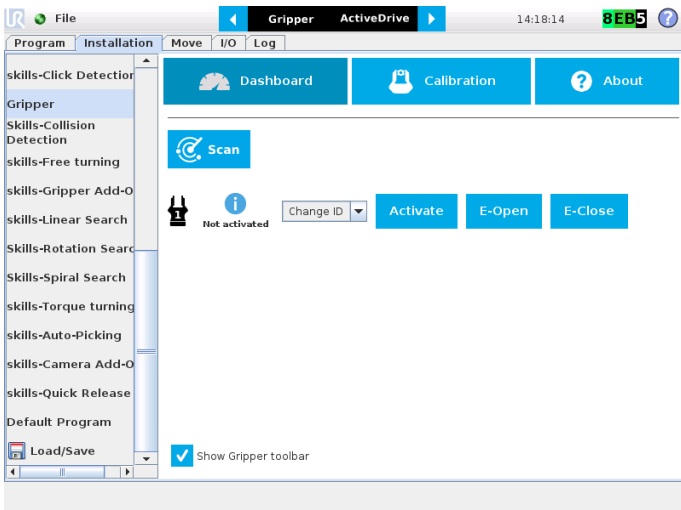 UR File Gripper ActiveDrive 14:18:14 8EB5 ?
Program Installation Move I/O Log
skills-Click Detection
Gripper
Skills-Collision
Detection
skills-Free turning
skills-Gripper Add-O
skills-Linear Search
Skills-Rotation Searc
Skills-Spiral Search
skills-Torque turning
skills-Auto-Picking
skills-Camera Add-O
skills-Quick Release
Default Program
Load/Save
Dashboard
Calibration
? About
Scan
1
i
Not activated
Change ID
Activate
E-Open
E-Close
Show Gripper toolbar